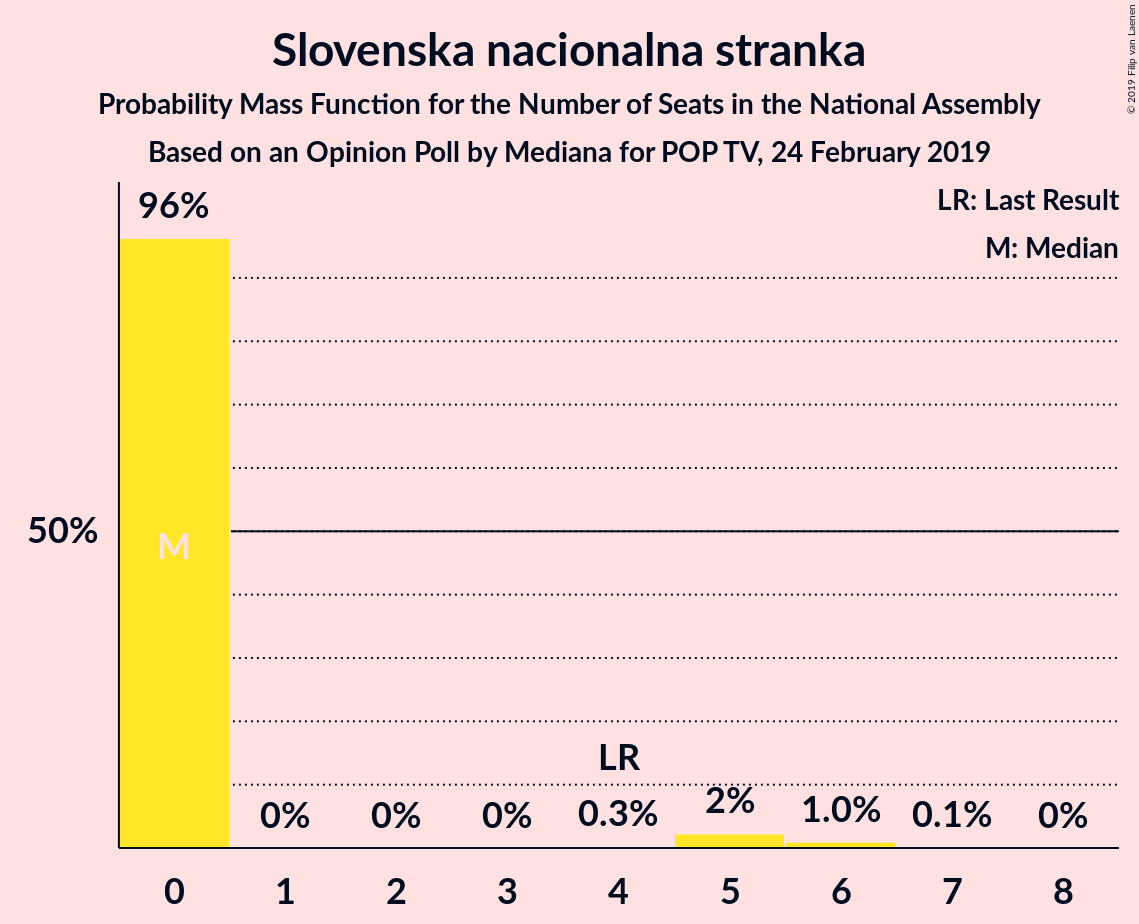 Slovenska nacionalna stranka
Probability Mass Function for the Number of Seats in the National Assembly
Based on an Opinion Poll by Mediana for POP TV, 24 February 2019
© 2019 Filip van Laenen
LR: Last Result
M: Median
96%
50%
M
LR
0% 0% 0% 0.3% 2% 1.0% 0.1% 0%
0 1 2 3 4 5 6 7 8